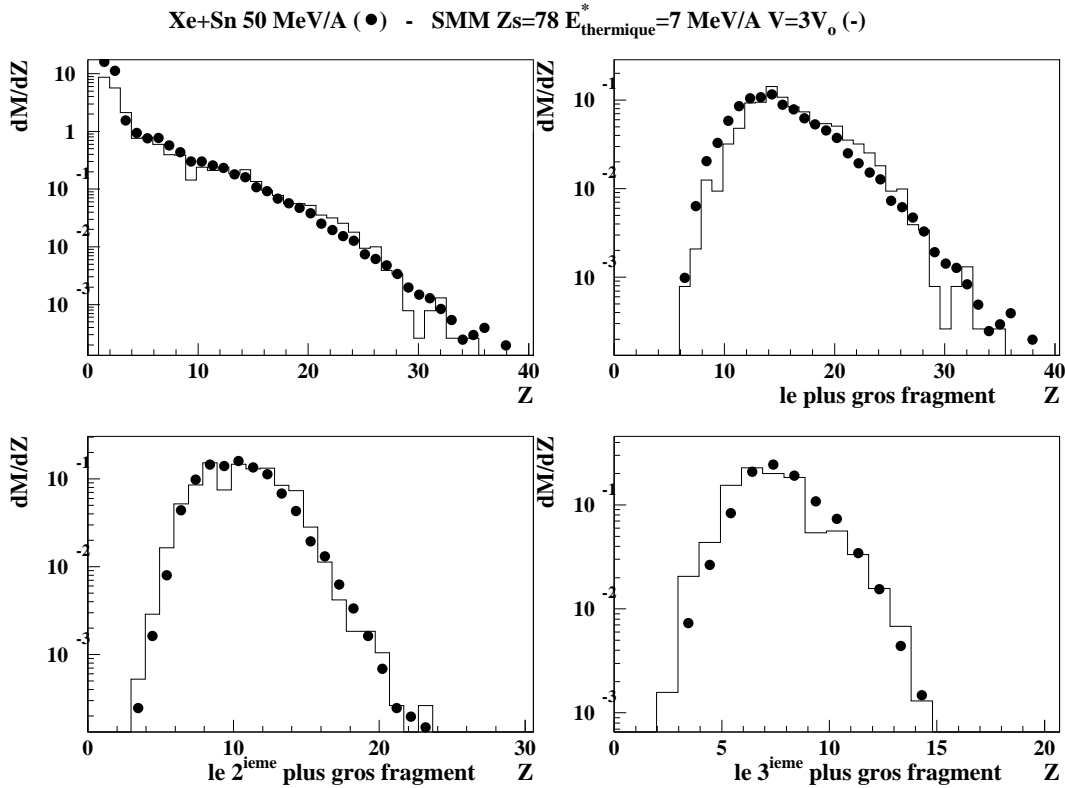 Xe+Sn 50 MeV/A (●) - SMM Zs=78 E*thermique=7 MeV/A V=3Vo (-)
dM/dZ
10
1
10 -1
10 -2
10 -3
0 10 20 30 40
Z
dM/dZ
10 -1
10 -2
10 -3
0 10 20 30 40
le plus gros fragment Z
dM/dZ
10 -1
10 -2
10 -3
0 10 20 30
le 2ieme plus gros fragment Z
dM/dZ
10 -1
10 -2
10 -3
0 5 10 15 20
le 3ieme plus gros fragment Z